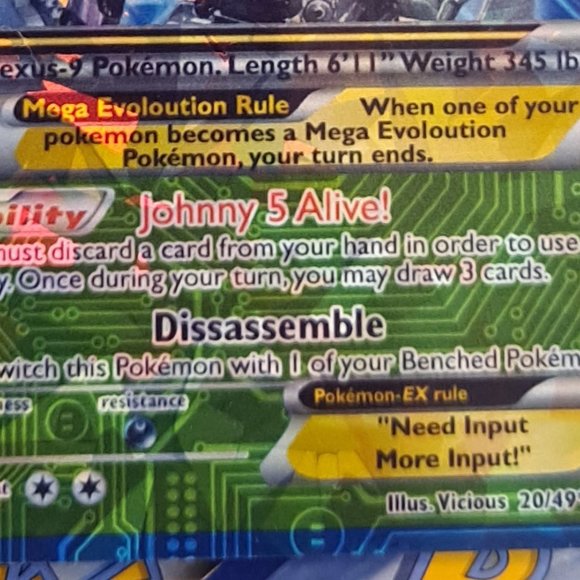 exus-9 Pokémon. Length 6'11" Weight 345 lb
Mega Evoloution Rule When one of your
pokemon becomes a Mega Evoloution
Pokémon, your turn ends.
ility Johnny 5 Alive!
must discard a card from your hand in order to use
y. Once during your turn, you may draw 3 cards.
Dissassemble
witch this Pokémon with 1 of your Benched Pokém
ness resistance
Pokémon-EX rule
"Need Input
More Input!"
Illus. Vicious 20/49